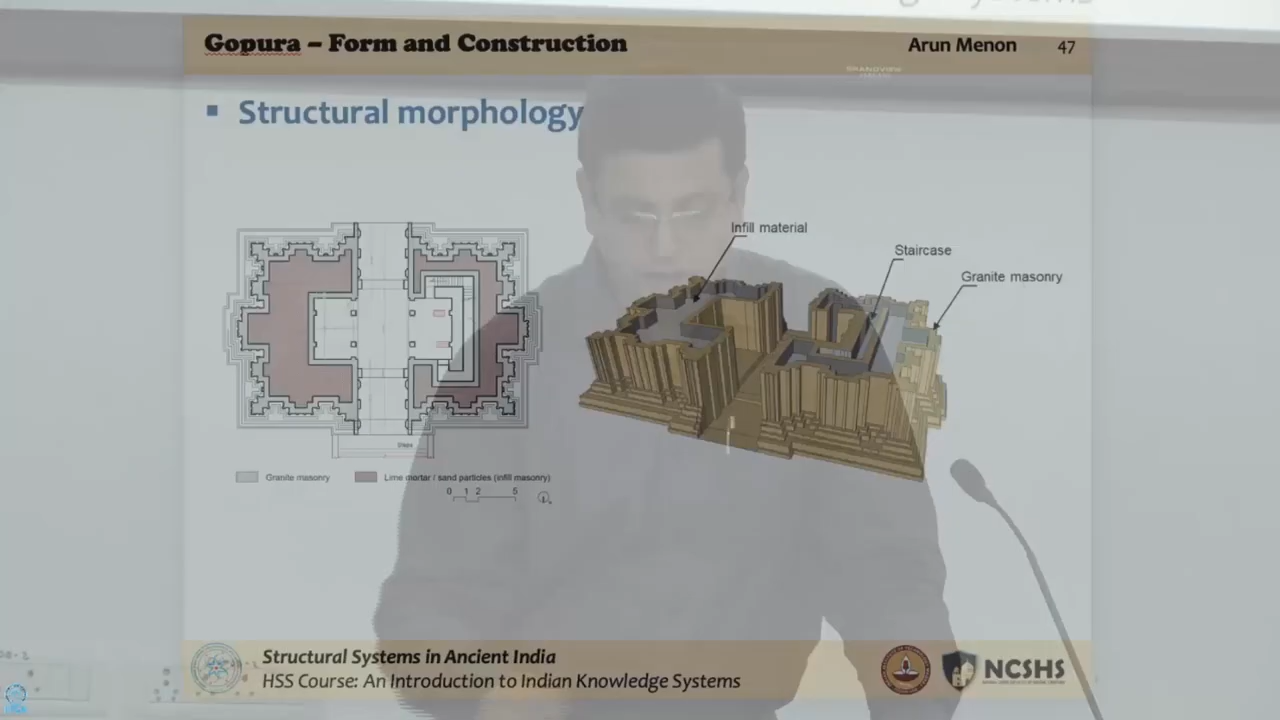 Gopura – Form and Construction
Arun Menon 47
GRANDVIEW
▪ Structural morphology
Infill material
Staircase
Granite masonry
Steps
Granite masonry
Lime mortar / sand particles (infill masonry)
0 1 2 5
Structural Systems in Ancient India
HSS Course: An Introduction to Indian Knowledge Systems
NCSHS